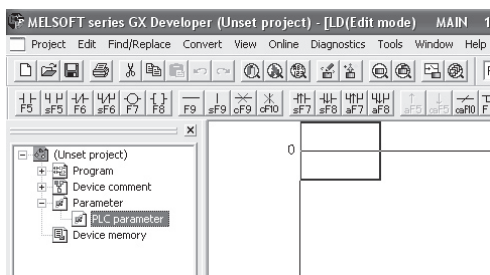 MELSOFT series GX Developer (Unset project) - [LD(Edit mode) MAIN 1
Project Edit Find/Replace Convert View Online Diagnostics Tools Window Help
F5 sF5 F6 sF6 F7 F8 F9 sF9 cF9 cF10 sF7 sF8 aF7 aF8 aF5 caF5 caF10 F
0
(Unset project)
Program
Device comment
Parameter
PLC parameter
Device memory